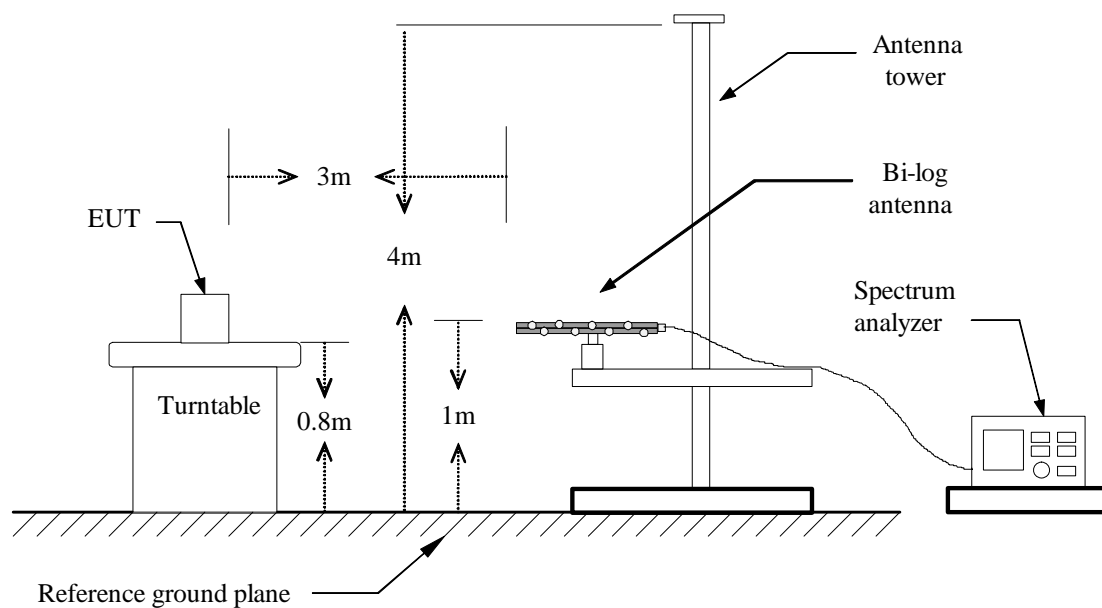 Antenna
tower
3m
Bi-log
antenna
EUT
4m
Spectrum
analyzer
Turntable
0.8m
1m
Reference ground plane